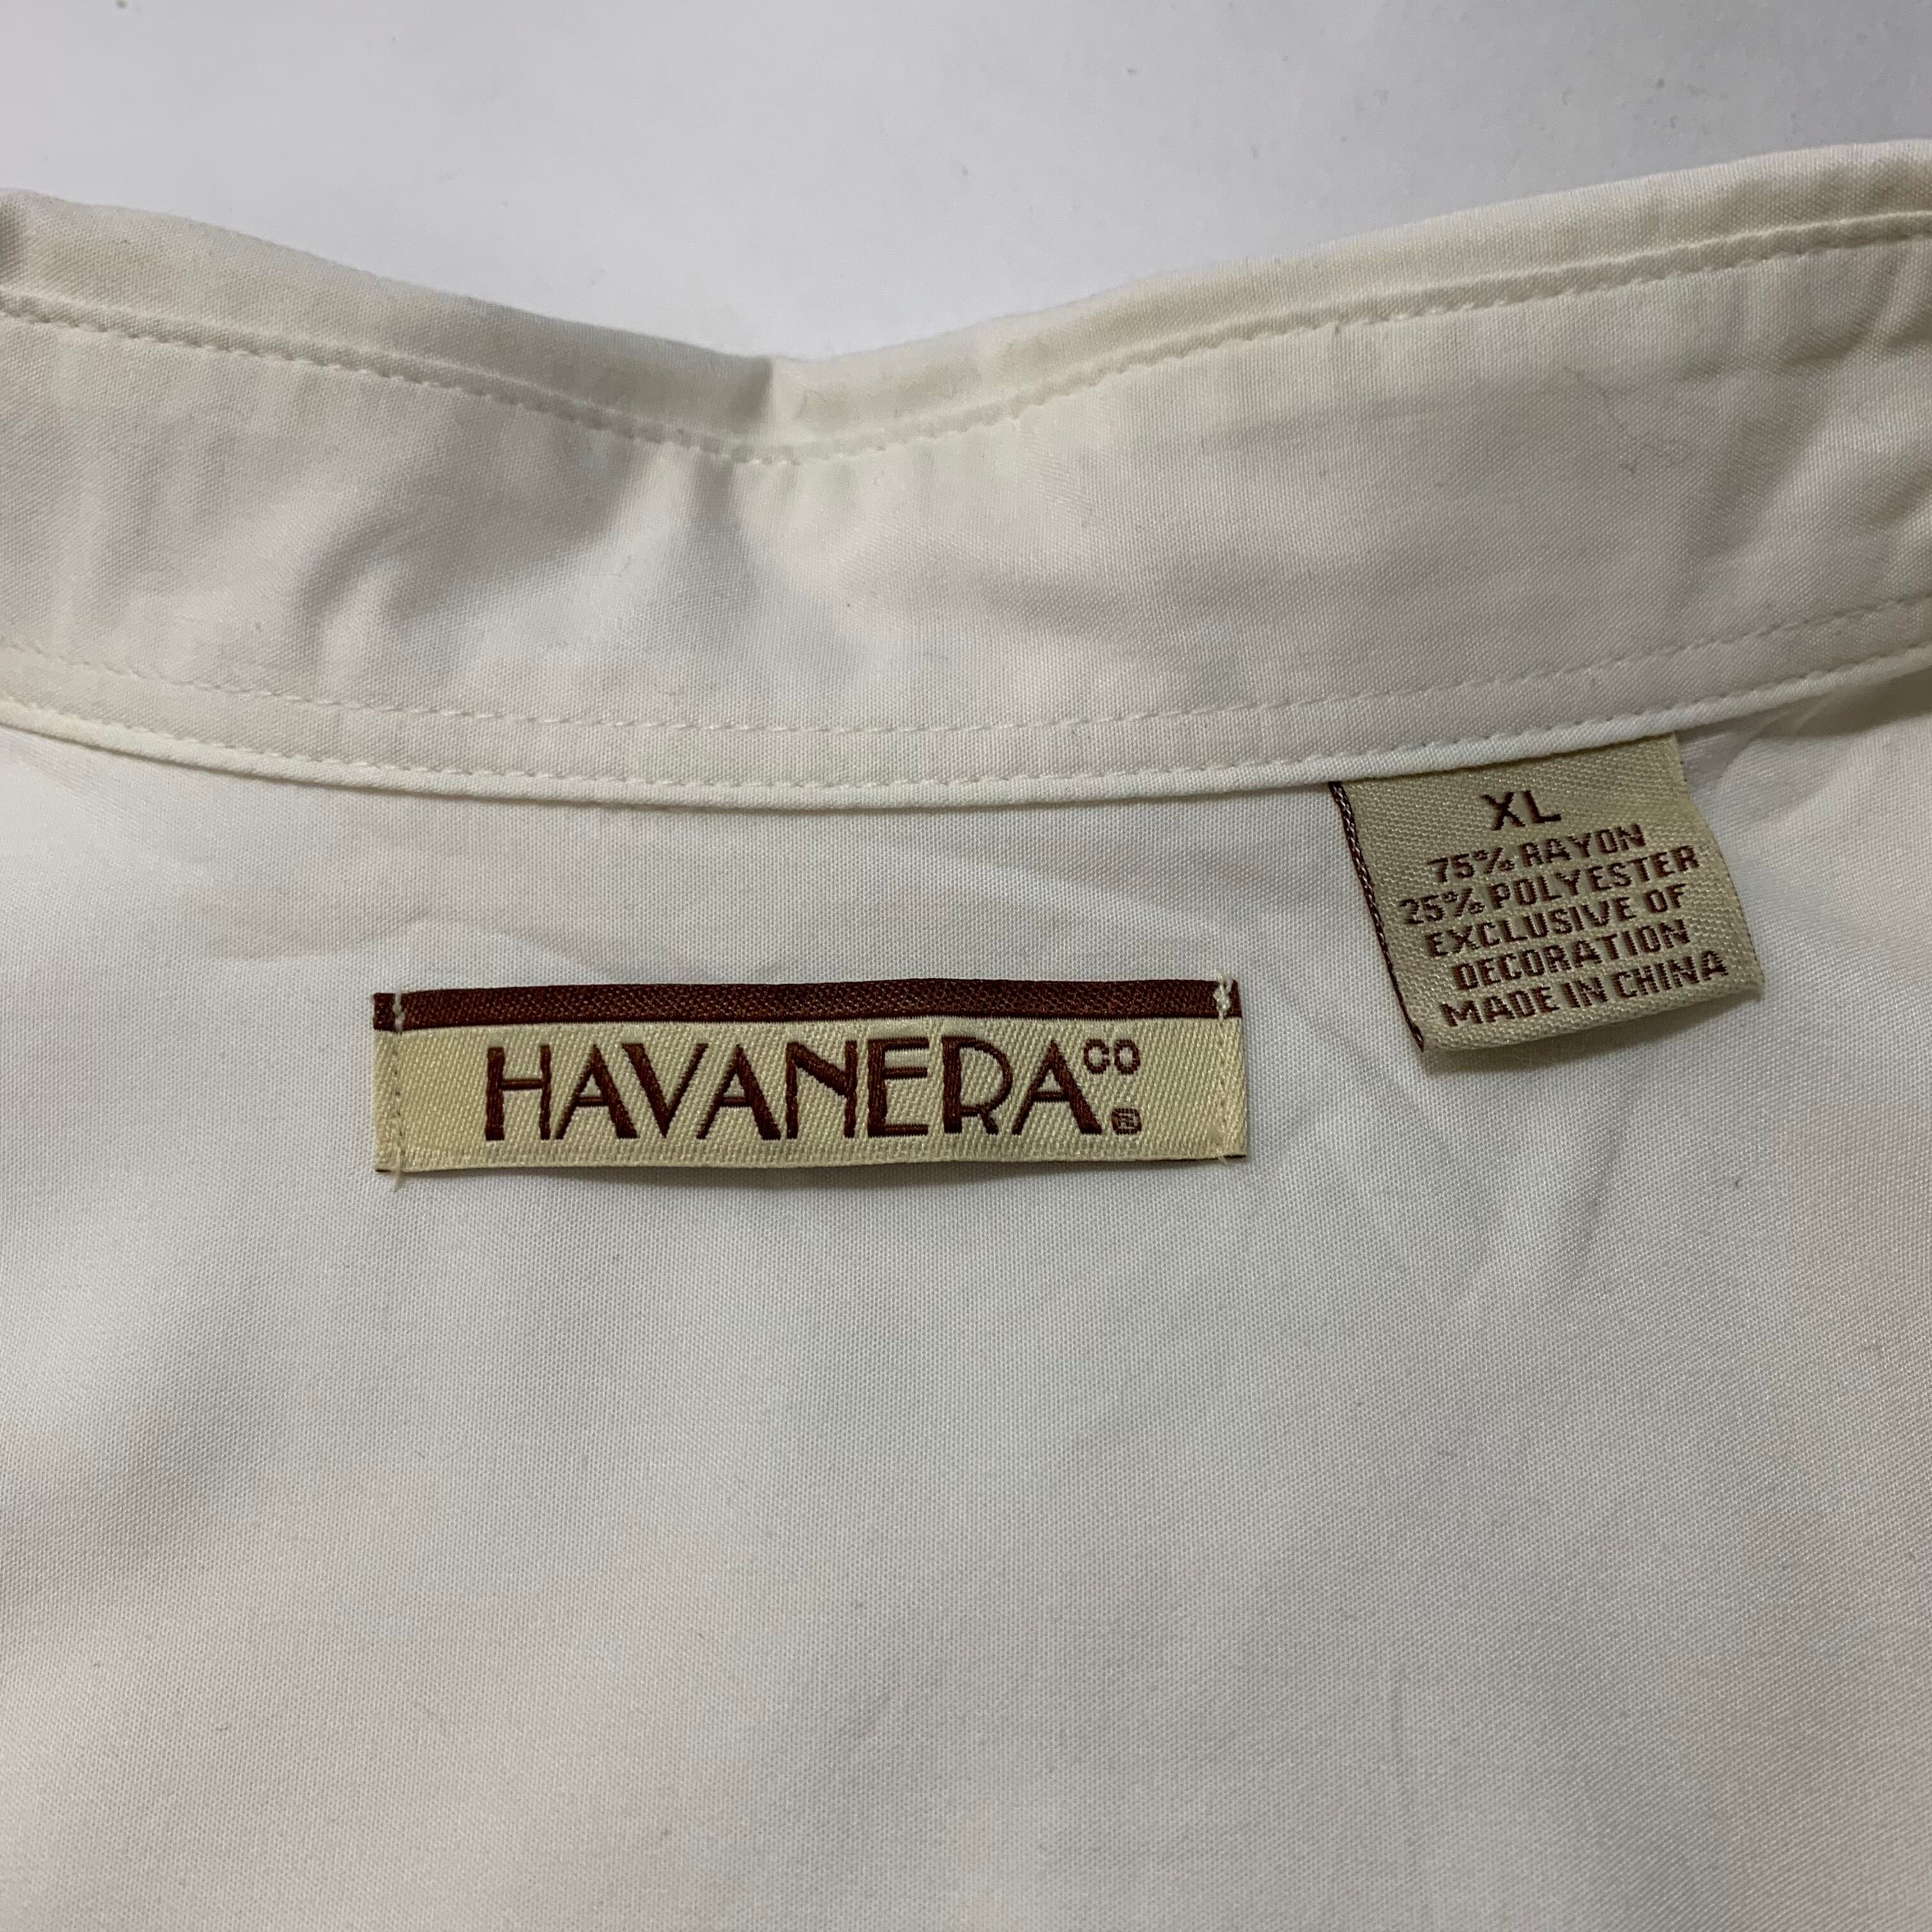 XL
75% RAYON
25% POLYESTER
EXCLUSIVE OF
DECORATION
MADE IN CHINA
HAVANERA CO ®